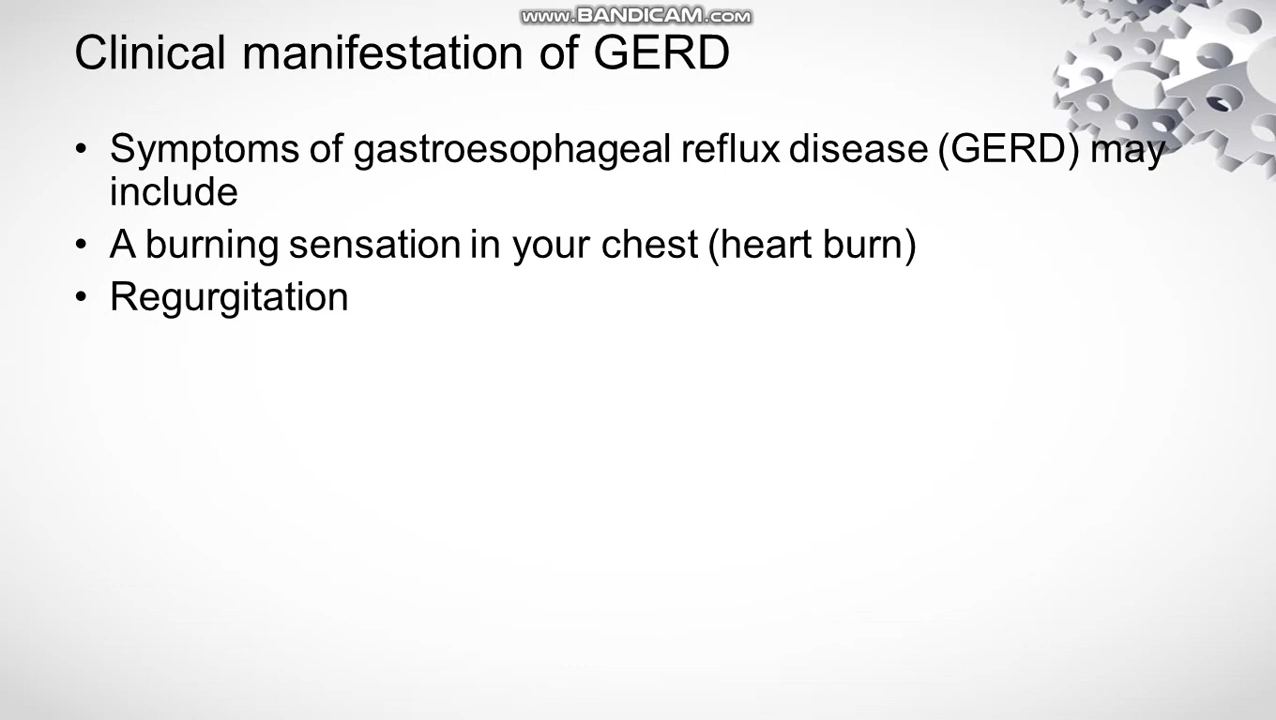 www.BANDICAM.com
Clinical manifestation of GERD
• Symptoms of gastroesophageal reflux disease (GERD) may
include
• A burning sensation in your chest (heart burn)
• Regurgitation